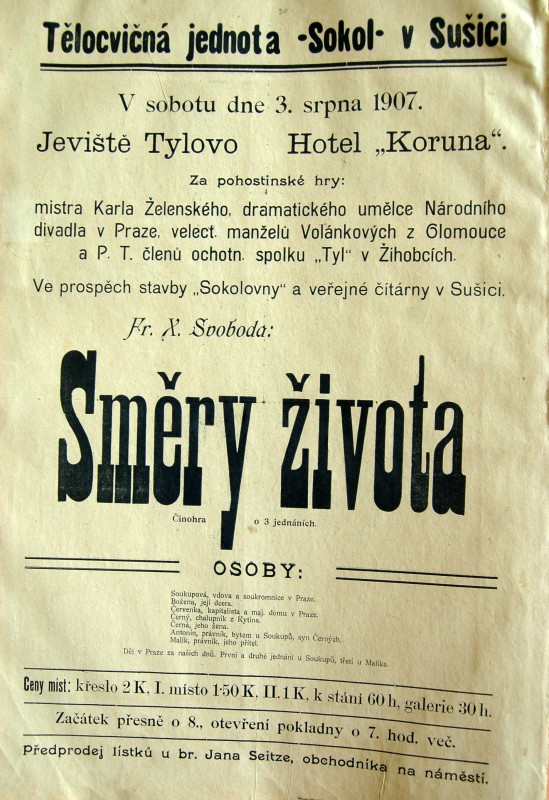 Tělocvičná jednota -Sokol- v Sušici
V sobotu dne 3. srpna 1907.
Jeviště Tylovo Hotel „Koruna“.
Za pohostinské hry:
mistra Karla Želenského, dramatického umělce Národního
divadla v Praze, velect. manželů Volánkových z Olomouce
a P. T. členů ochotn. spolku „Tyl“ v Žihobcích.
Ve prospěch stavby „Sokolovny“ a veřejné čítárny v Sušici.
Fr. X. Svoboda:
Směry života
Činohra o 3 jednáních.
OSOBY:
Soukupová, vdova a soukromnice v Praze.
Božena, její dcera.
Červenka, kapitalista a máj. domu v Praze.
Černý, chalupník z Kytina.
Černá, jeho žena.
Antonín, právník, bytem u Soukupů, syn Černých.
Malík, právník, jeho přítel.
Děj v Praze za našich dnů. První a druhé jednání u Soukupů, třetí u Malíka.
Ceny míst: křeslo 2 K, I. místo 1·50 K, II. 1 K, k stání 60 h, galerie 30 h.
Začátek přesně o 8., otevření pokladny o 7. hod. več.
Předprodej lístků u br. Jana Seitze, obchodníka na náměstí.